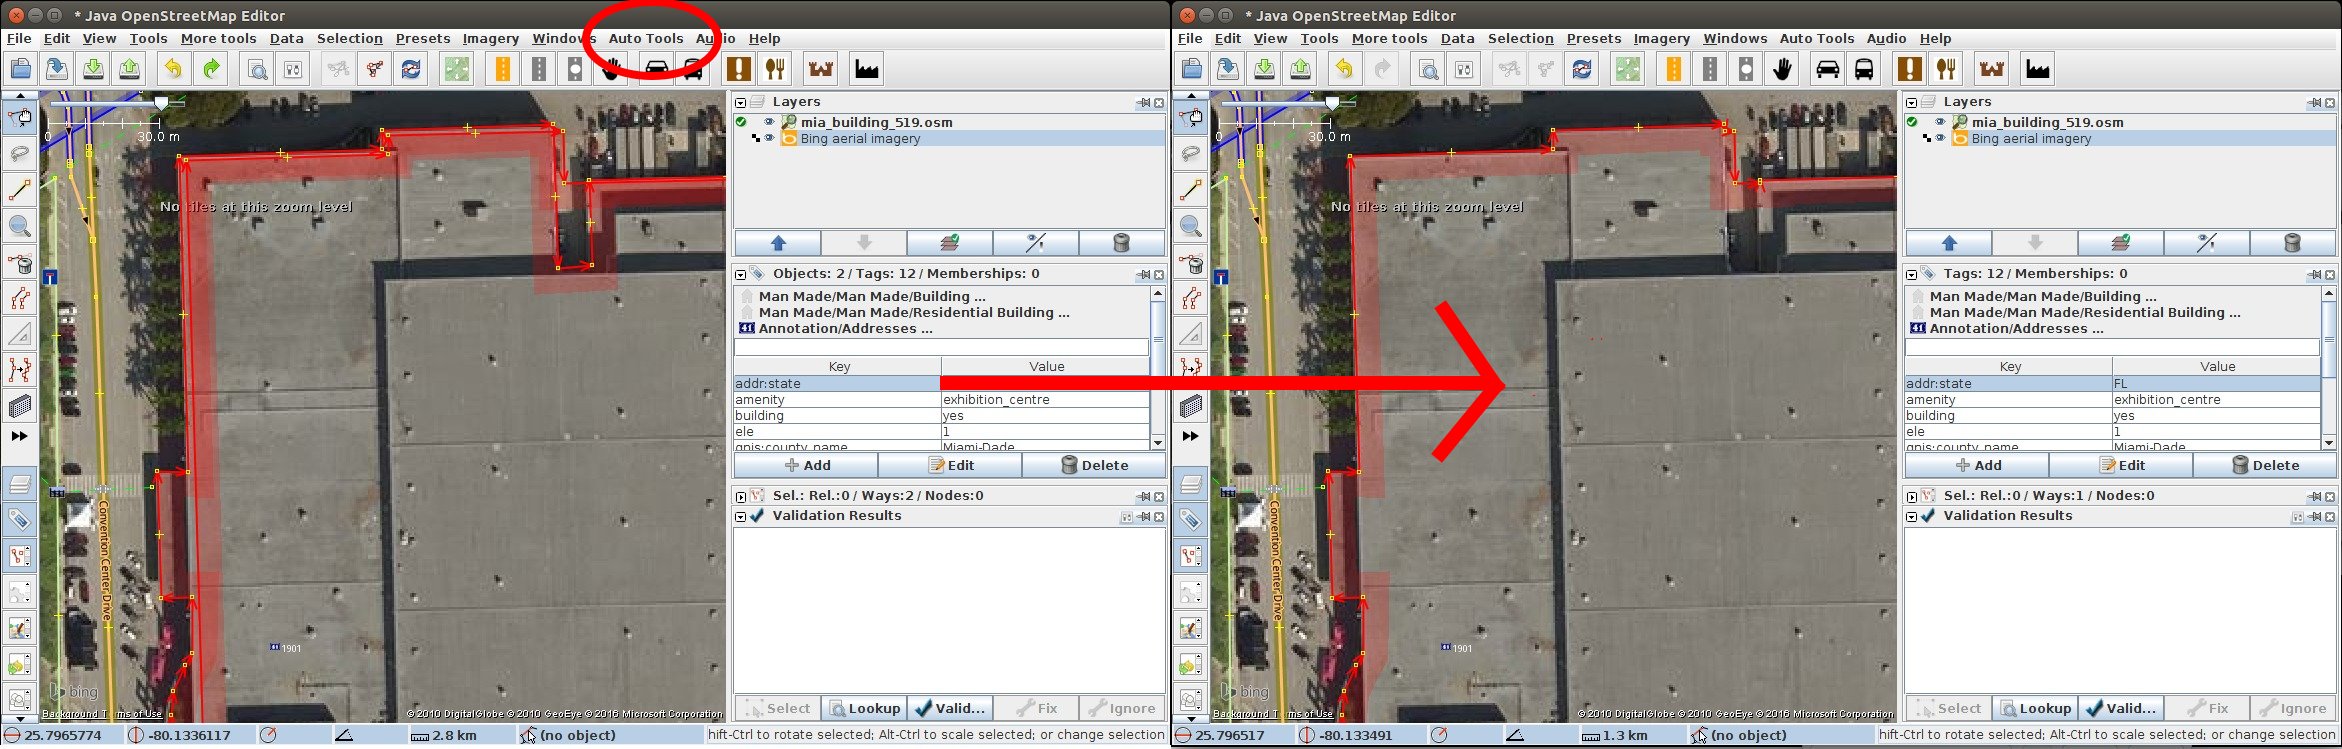 * Java OpenStreetMap Editor
File Edit View Tools More tools Data Selection Presets Imagery Windows Auto Tools Audio Help
0
30.0 m
No tiles at this zoom level
Convention Center Drive
41 1901
bing
Background Terms of Use
© 2010 DigitalGlobe © 2010 GeoEye © 2016 Microsoft Corporation
Layers
mia_building_519.osm
Bing aerial imagery
Objects: 2 / Tags: 12 / Memberships: 0
Man Made/Man Made/Building ...
Man Made/Man Made/Residential Building ...
41 Annotation/Addresses ...
Key Value
addr:state
amenity exhibition_centre
building yes
ele 1
gnis:county_name Miami-Dade
Add Edit Delete
Sel.: Rel.:0 / Ways:2 / Nodes:0
Validation Results
Select Lookup Valid... Fix Ignore
25.7965774 -80.1336117 2.8 km (no object) hift-Ctrl to rotate selected; Alt-Ctrl to scale selected; or change selection
* Java OpenStreetMap Editor
File Edit View Tools More tools Data Selection Presets Imagery Windows Auto Tools Audio Help
0
30.0 m
No tiles at this zoom level
Convention Center Drive
41 1901
bing
Background Terms of Use
© 2010 DigitalGlobe © 2010 GeoEye © 2016 Microsoft Corporation
Layers
mia_building_519.osm
Bing aerial imagery
Tags: 12 / Memberships: 0
Man Made/Man Made/Building ...
Man Made/Man Made/Residential Building ...
41 Annotation/Addresses ...
Key Value
addr:state FL
amenity exhibition_centre
building yes
ele 1
gnis:county_name Miami-Dade
Add Edit Delete
Sel.: Rel.:0 / Ways:1 / Nodes:0
Validation Results
Select Lookup Valid... Fix Ignore
25.796517 -80.133491 1.3 km (no object) hift-Ctrl to rotate selected; Alt-Ctrl to scale selected; or change selection